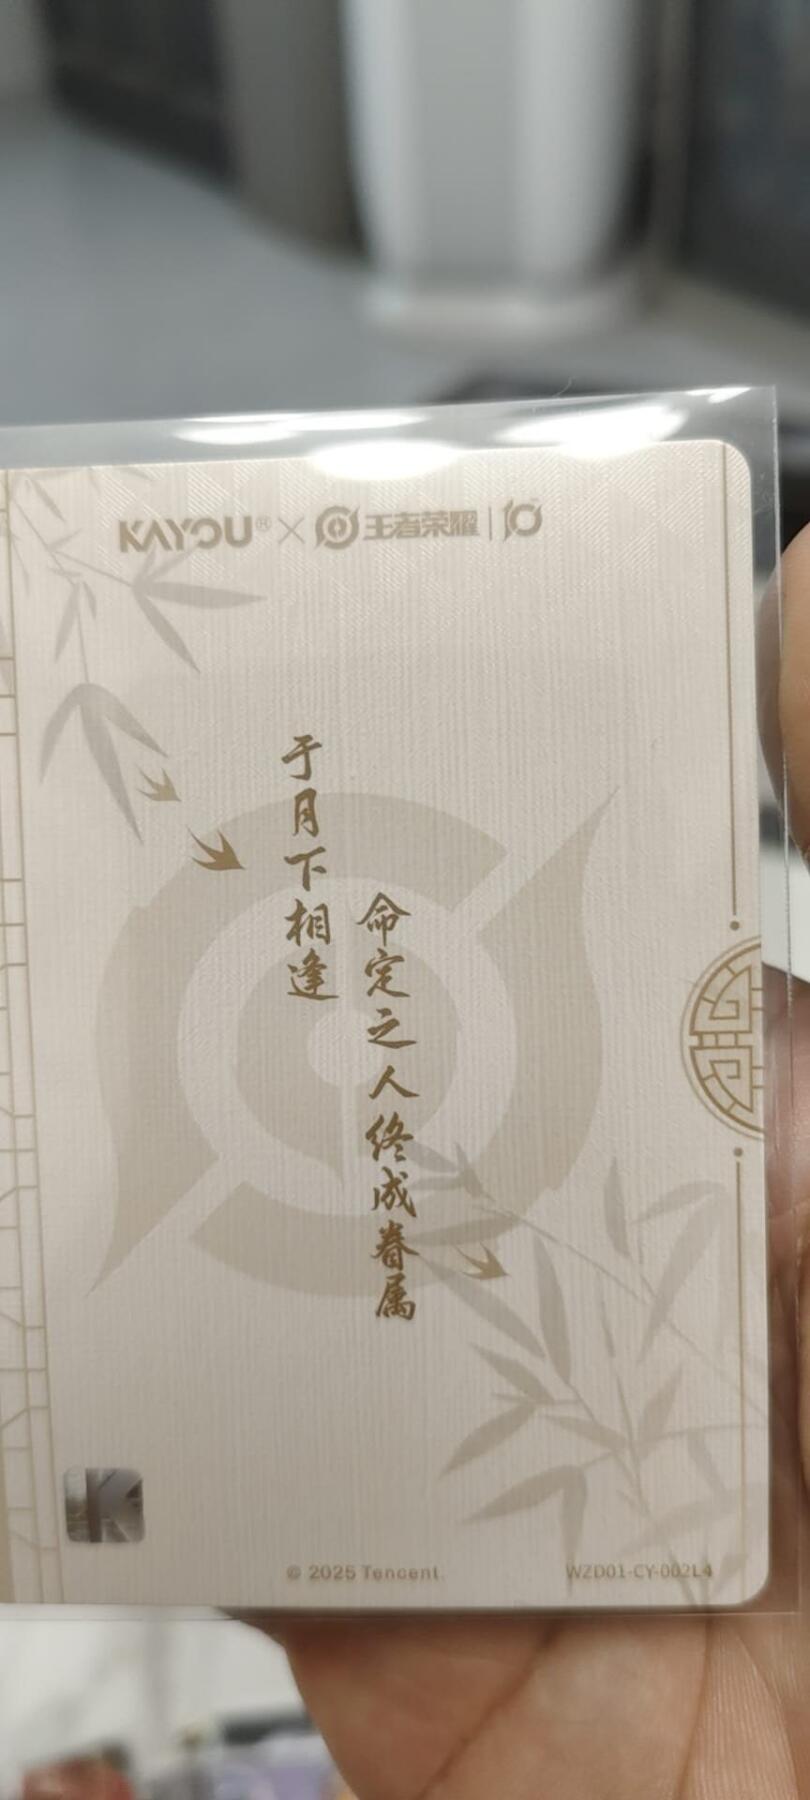 KAYOU® × 王者荣耀 | 10
于月下相逢
命定之人终成眷属
K
© 2025 Tencent.
WZD01-CY-002L4